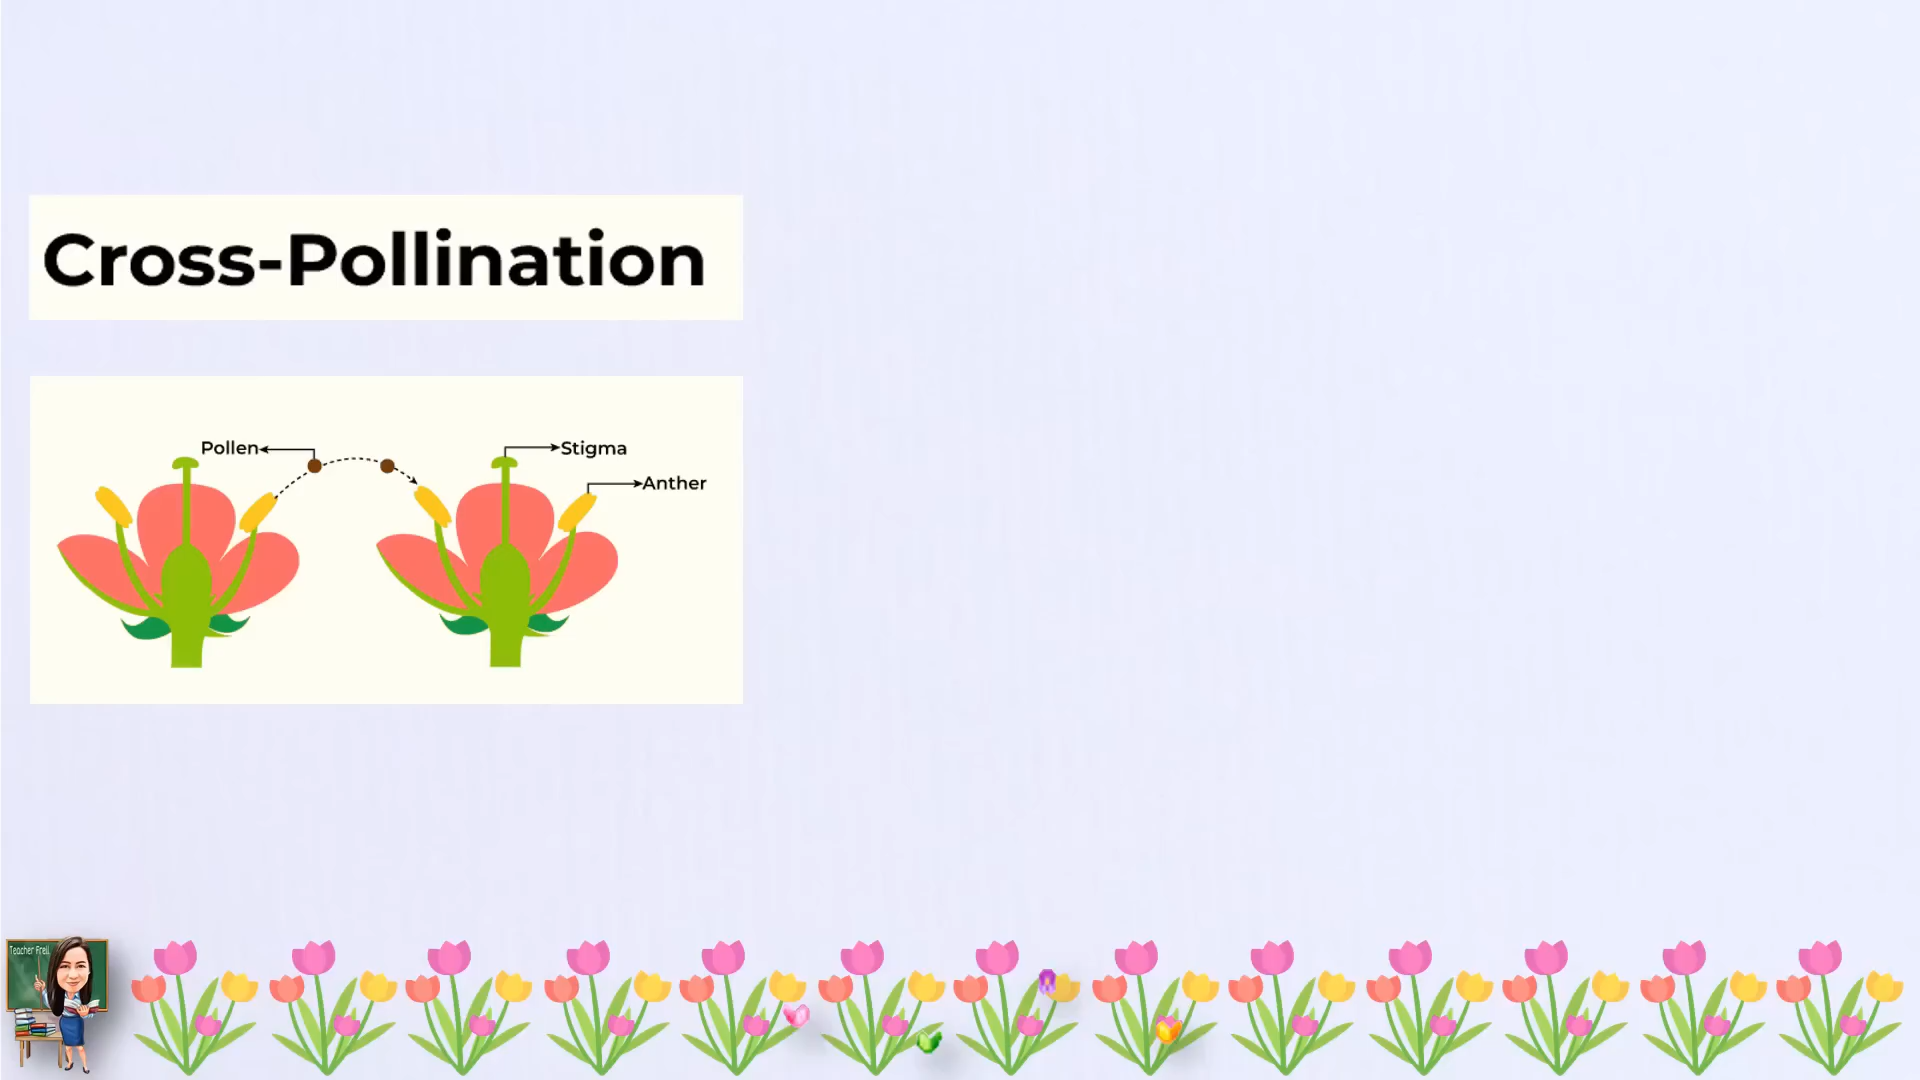 Cross-Pollination
Pollen
Stigma
Anther
Teacher Frell